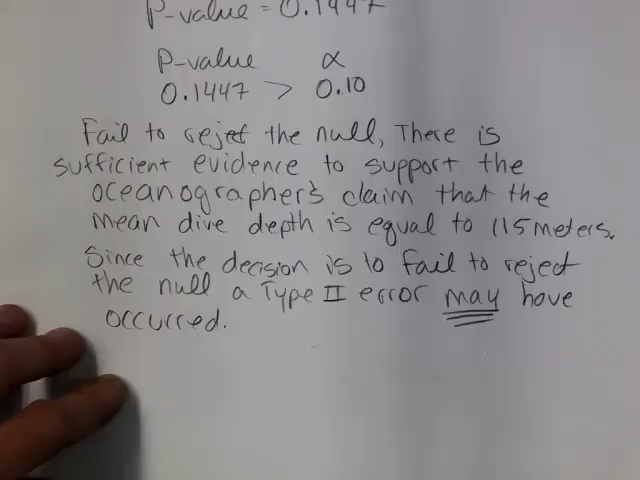 P-value = 0.1447
P-value α
0.1447 > 0.10
Fail to reject the null, There is
sufficient evidence to support the
oceanographer's claim that the
mean dive depth is equal to 115 meters.
Since the decision is to fail to reject
the null a Type II error may have
occurred.